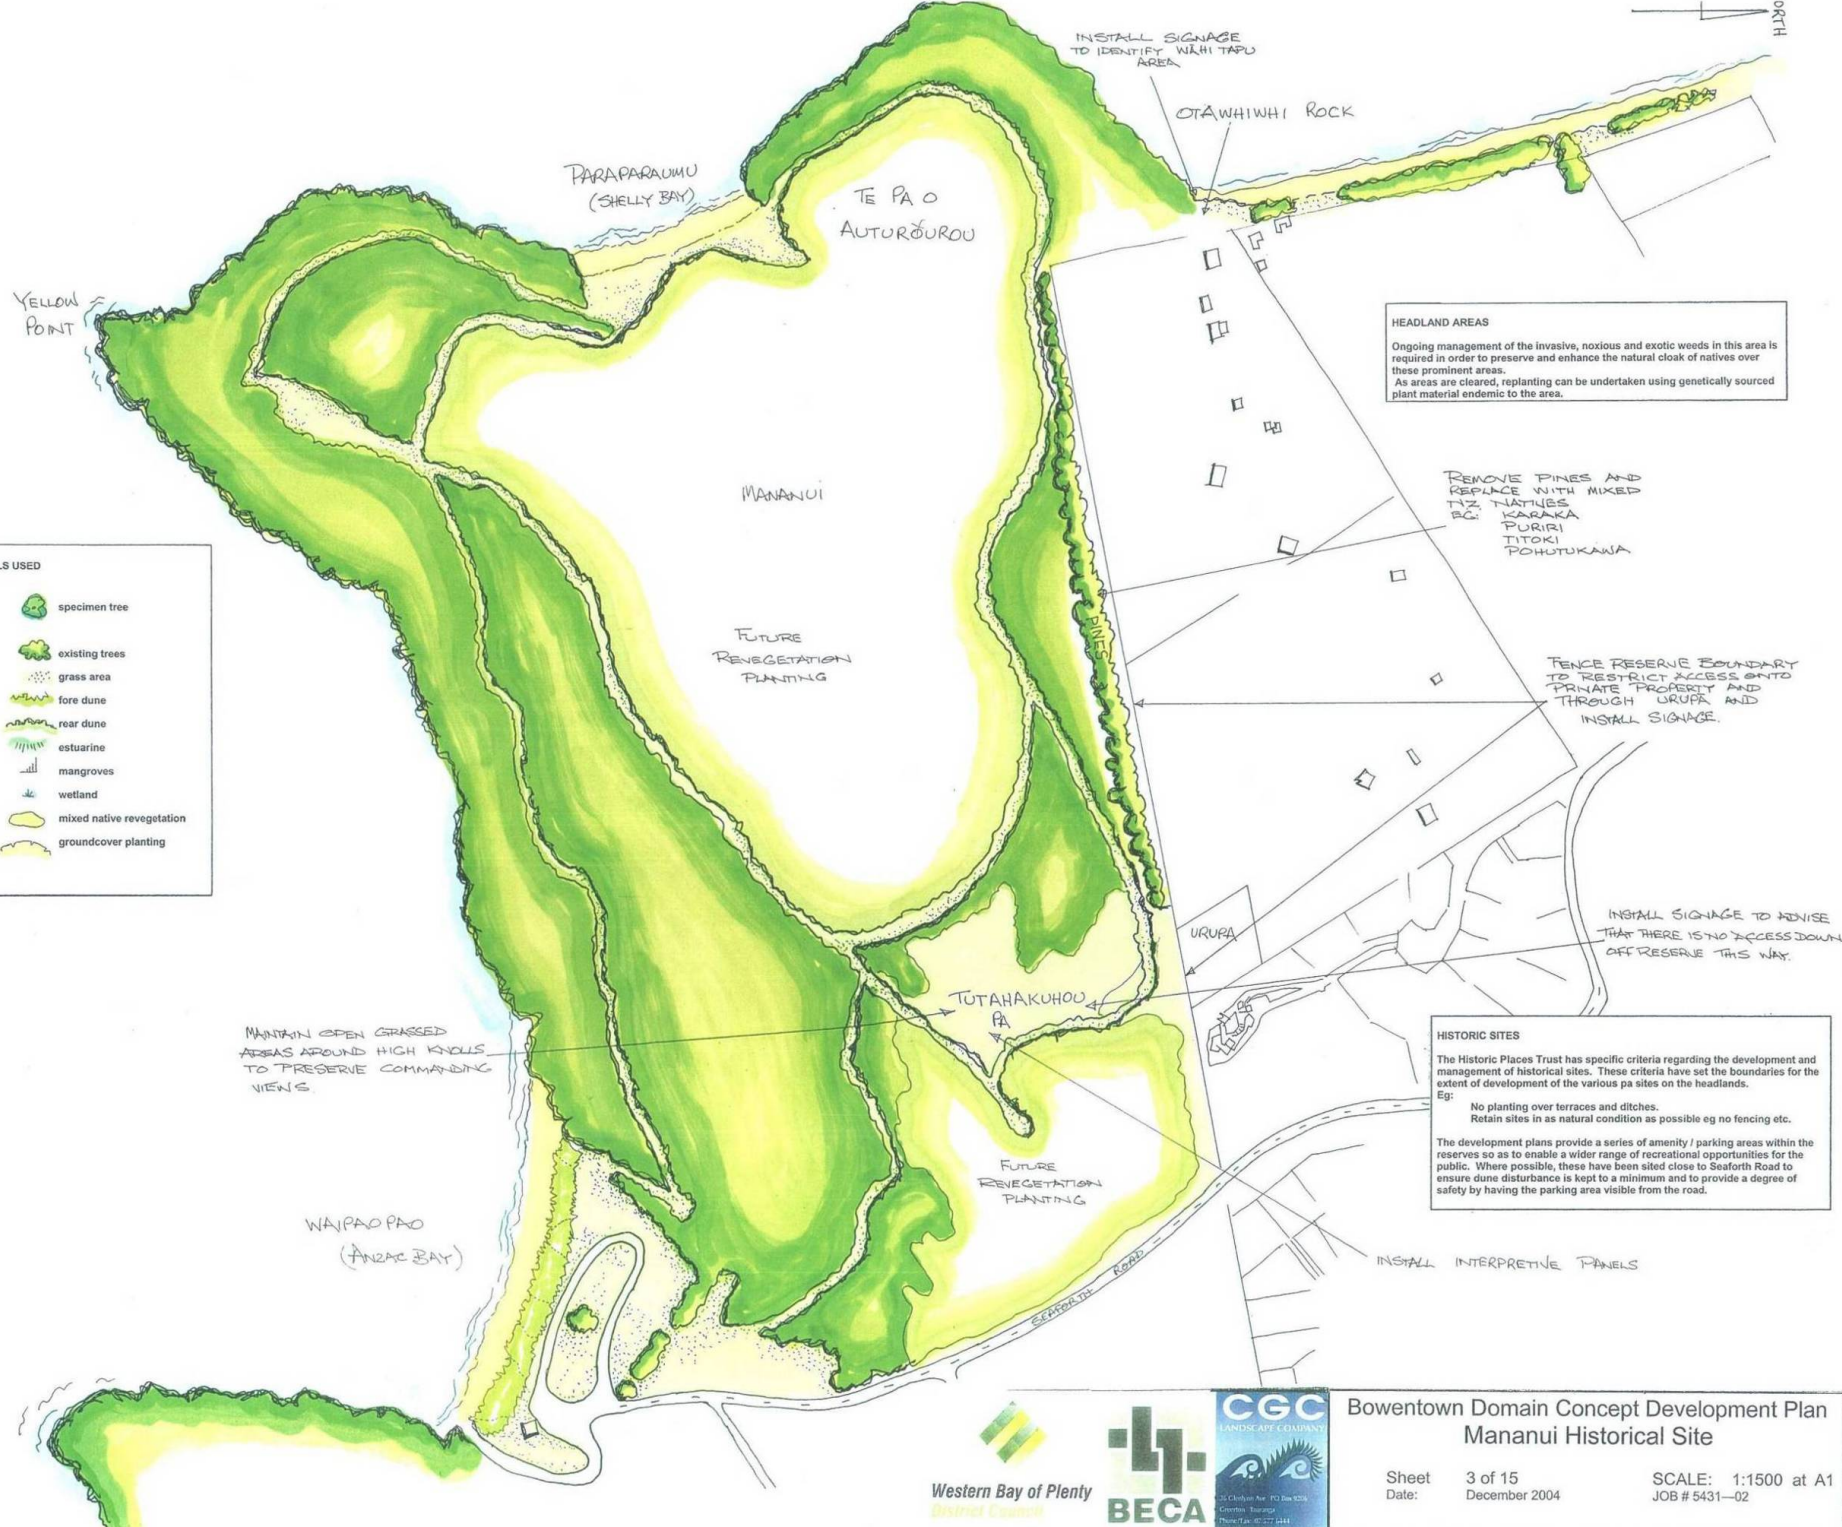 ORTH
INSTALL SIGNAGE
TO IDENTIFY WĀHI TAPU
AREA
OTĀWHIWHI ROCK
PARAPARAUMU
(SHELLY BAY)
TE PA O
AUTURŌUROU
YELLOW
POINT
HEADLAND AREAS
Ongoing management of the invasive, noxious and exotic weeds in this area is
required in order to preserve and enhance the natural cloak of natives over
these prominent areas.
As areas are cleared, replanting can be undertaken using genetically sourced
plant material endemic to the area.
MANANUI
REMOVE PINES AND
REPLACE WITH MIXED
NZ NATIVES
EG: KARAKA
PURIRI
TITOKI
POHUTUKAWA
LS USED
specimen tree
existing trees
grass area
fore dune
rear dune
estuarine
mangroves
wetland
mixed native revegetation
groundcover planting
FUTURE
REVEGETATION
PLANTING
PINES
FENCE RESERVE BOUNDARY
TO RESTRICT ACCESS ONTO
PRIVATE PROPERTY AND
THROUGH URUPĀ AND
INSTALL SIGNAGE.
URUPĀ
INSTALL SIGNAGE TO ADVISE
THAT THERE IS NO ACCESS DOWN
OFF RESERVE THIS WAY.
TUTAHAKUHOU
PA
MAINTAIN OPEN GRASSED
AREAS AROUND HIGH KNOLLS
TO PRESERVE COMMANDING
VIEWS.
HISTORIC SITES
The Historic Places Trust has specific criteria regarding the development and
management of historical sites. These criteria have set the boundaries for the
extent of development of the various pa sites on the headlands.
Eg:
No planting over terraces and ditches.
Retain sites in as natural condition as possible eg no fencing etc.
The development plans provide a series of amenity / parking areas within the
reserves so as to enable a wider range of recreational opportunities for the
public. Where possible, these have been sited close to Seaforth Road to
ensure dune disturbance is kept to a minimum and to provide a degree of
safety by having the parking area visible from the road.
FUTURE
REVEGETATION
PLANTING
WAIPAOPAO
(ANZAC BAY)
INSTALL INTERPRETIVE PANELS
SEAFORTH ROAD
Western Bay of Plenty
District Council
BECA
CGC
LANDSCAPE COMPANY
Bowentown Domain Concept Development Plan
Mananui Historical Site
Sheet 3 of 15
SCALE: 1:1500 at A1
Date: December 2004
JOB # 5431—02